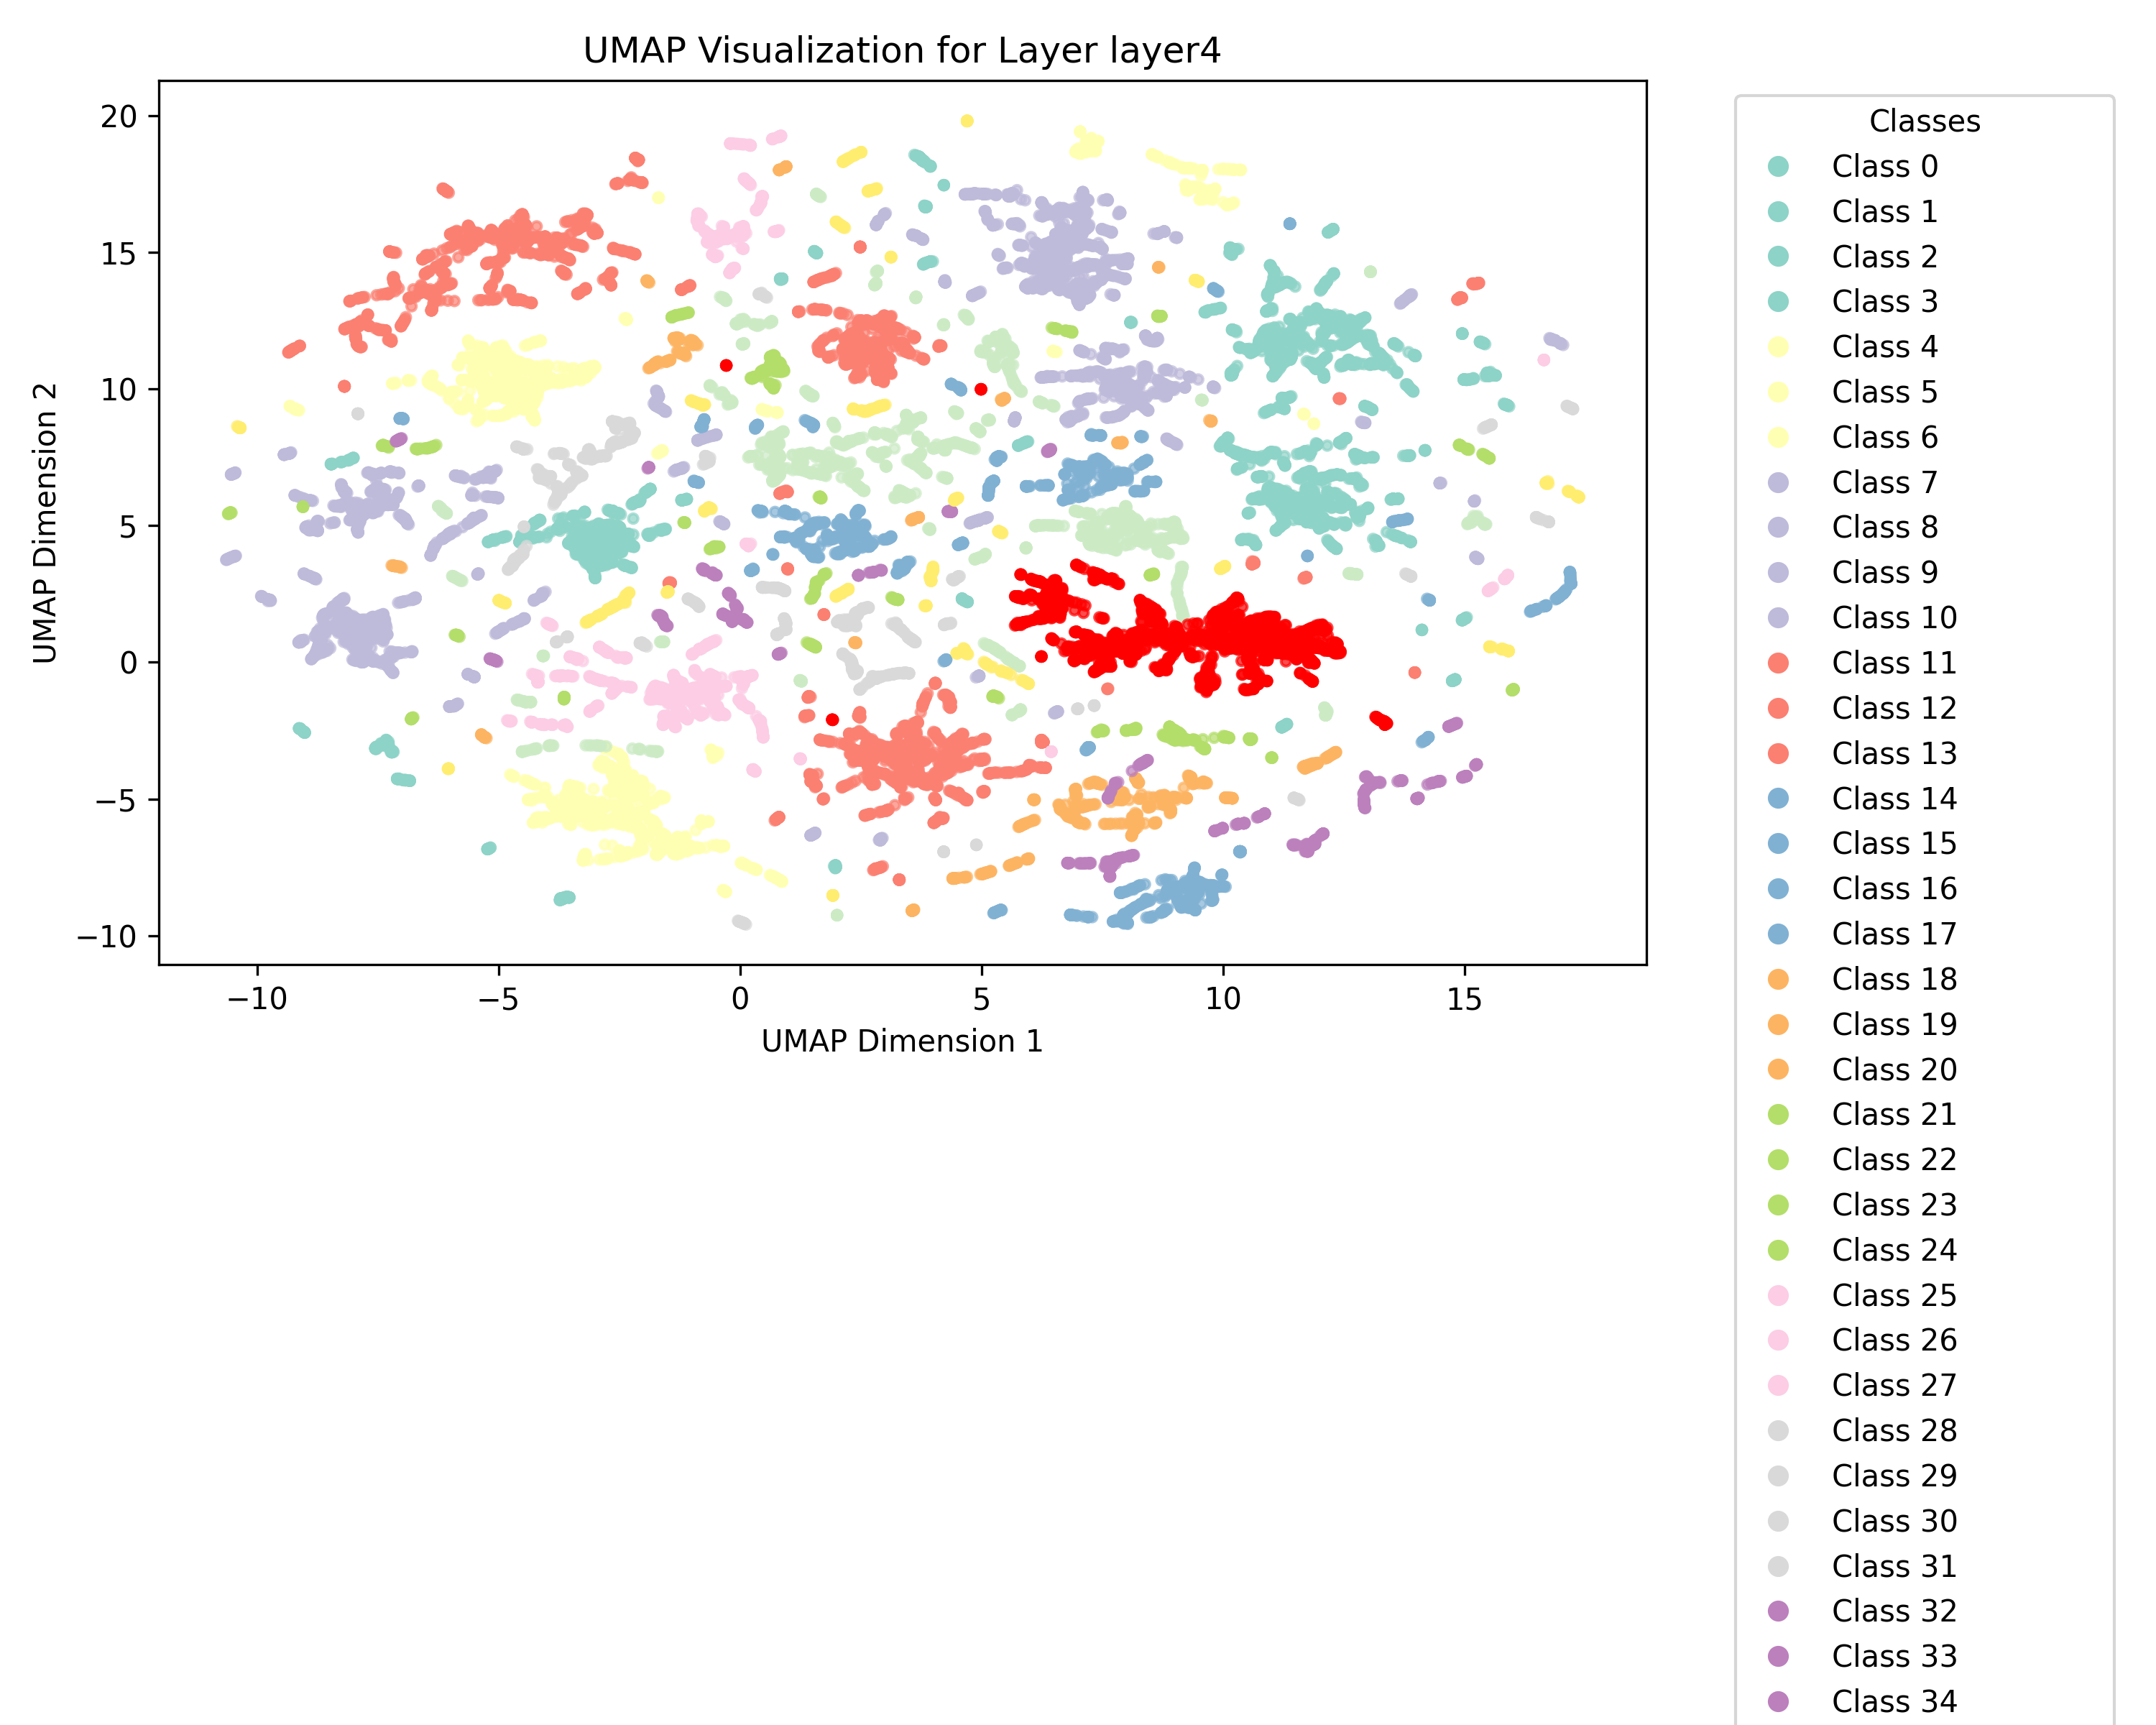 UMAP Visualization for Layer layer4
20
15
10
5
0
−5
−10
UMAP Dimension 2
−10
−5
0
5
10
15
UMAP Dimension 1
Classes
Class 0
Class 1
Class 2
Class 3
Class 4
Class 5
Class 6
Class 7
Class 8
Class 9
Class 10
Class 11
Class 12
Class 13
Class 14
Class 15
Class 16
Class 17
Class 18
Class 19
Class 20
Class 21
Class 22
Class 23
Class 24
Class 25
Class 26
Class 27
Class 28
Class 29
Class 30
Class 31
Class 32
Class 33
Class 34